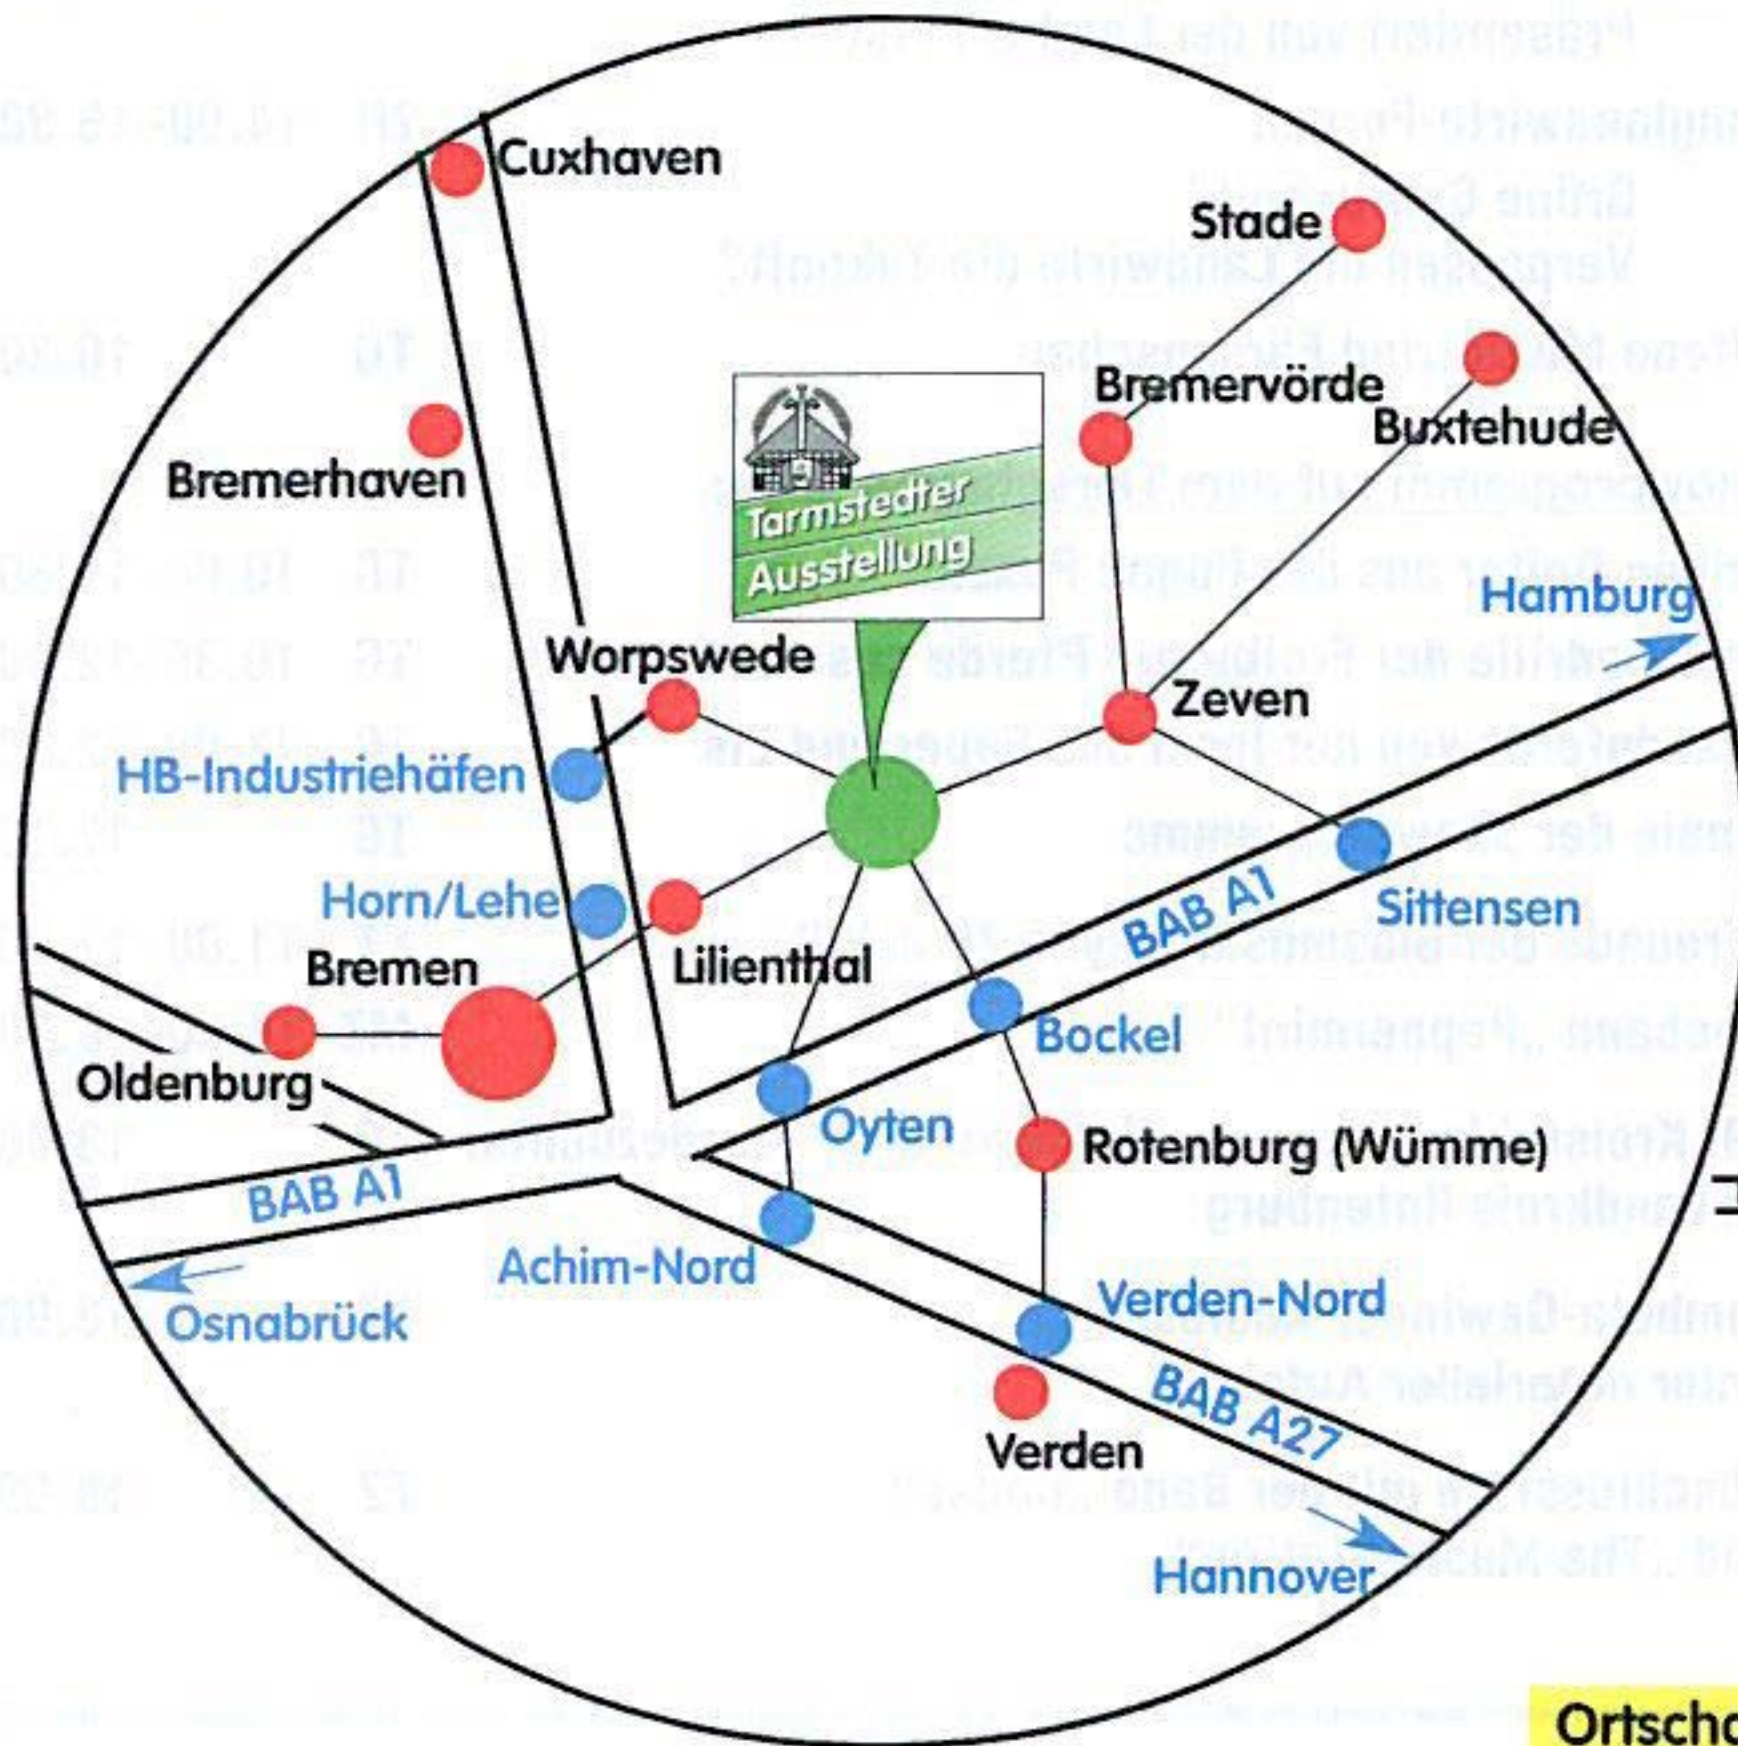 Cuxhaven
Stade
Bremervörde
Buxtehude
Bremerhaven
Tarmstedter
Ausstellung
Hamburg
Worpswede
Zeven
HB-Industriehäfen
Horn/Lehe
BAB A1
Sittensen
Bremen
Lilienthal
Bockel
Oldenburg
Oyten
Rotenburg (Wümme)
BAB A1
Achim-Nord
Verden-Nord
Osnabrück
BAB A27
Verden
Hannover